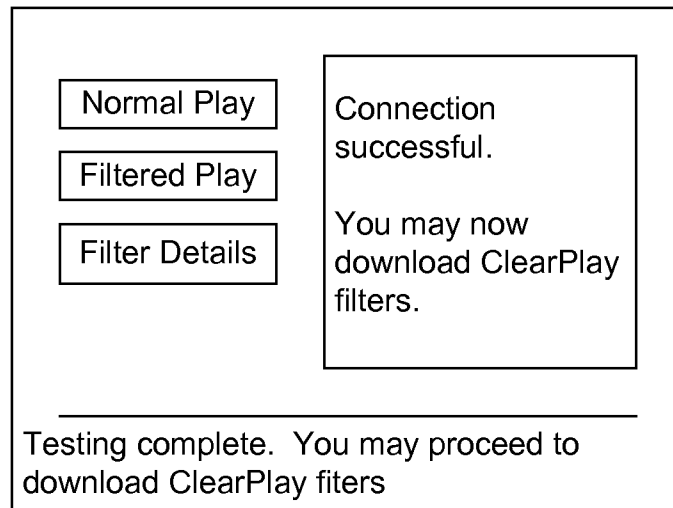 Normal Play
Filtered Play
Filter Details
Connection
successful.
You may now
download ClearPlay
filters.
Testing complete.  You may proceed to
download ClearPlay fiters